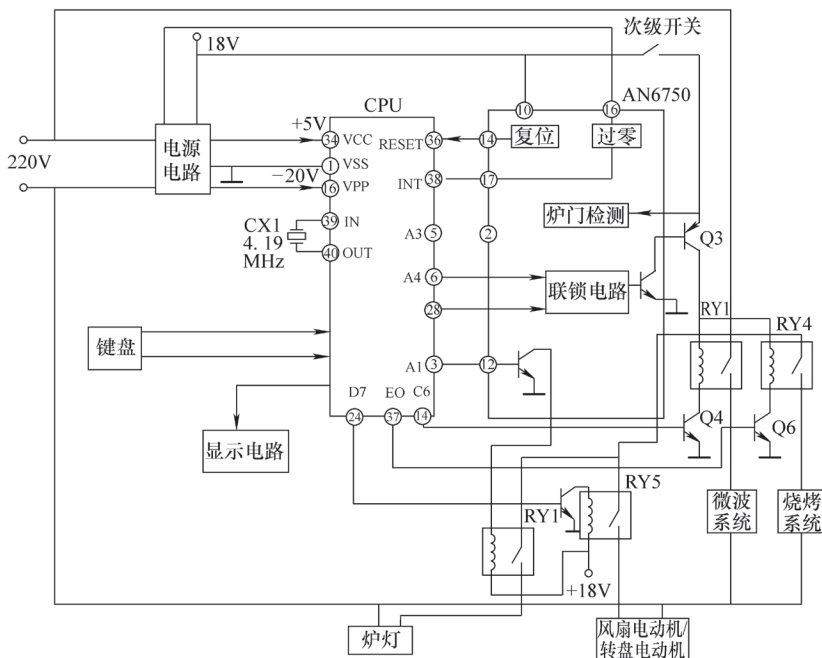 次级开关
18V
CPU
AN6750
220V
电源
电路
+5V
34
VCC
RESET
36
14
10
复位
16
过零
1
VSS
−20V
16
VPP
INT
38
17
CX1
4. 19
MHz
39
IN
40
OUT
A3
5
2
炉门检测
Q3
A4
6
28
联锁电路
RY1
RY4
键盘
A1
3
12
D7
EO
C6
24
37
14
Q4
Q6
显示电路
RY1
RY5
微波
系统
烧烤
系统
+18V
炉灯
风扇电动机/
转盘电动机